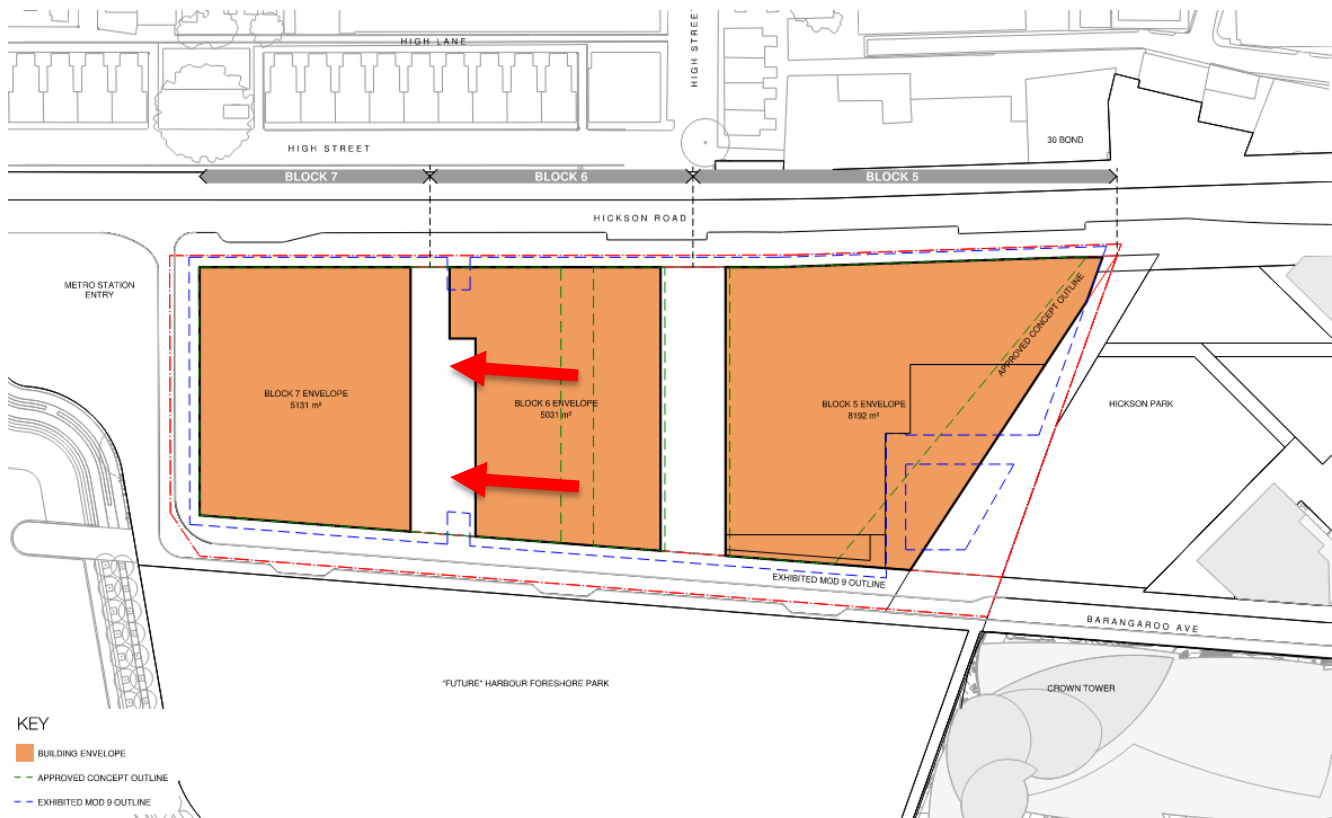 HIGH LANE
HIGH STREET
HIGH STREET
30 BOND
BLOCK 7
BLOCK 6
BLOCK 5
HICKSON ROAD
METRO STATION
ENTRY
APPROVED CONCEPT OUTLINE
BLOCK 7 ENVELOPE
5131 m²
BLOCK 6 ENVELOPE
5031 m²
BLOCK 5 ENVELOPE
8192 m²
HICKSON PARK
EXHIBITED MOD 9 OUTLINE
BARANGAROO AVE
"FUTURE" HARBOUR FORESHORE PARK
CROWN TOWER
KEY
BUILDING ENVELOPE
APPROVED CONCEPT OUTLINE
EXHIBITED MOD 9 OUTLINE